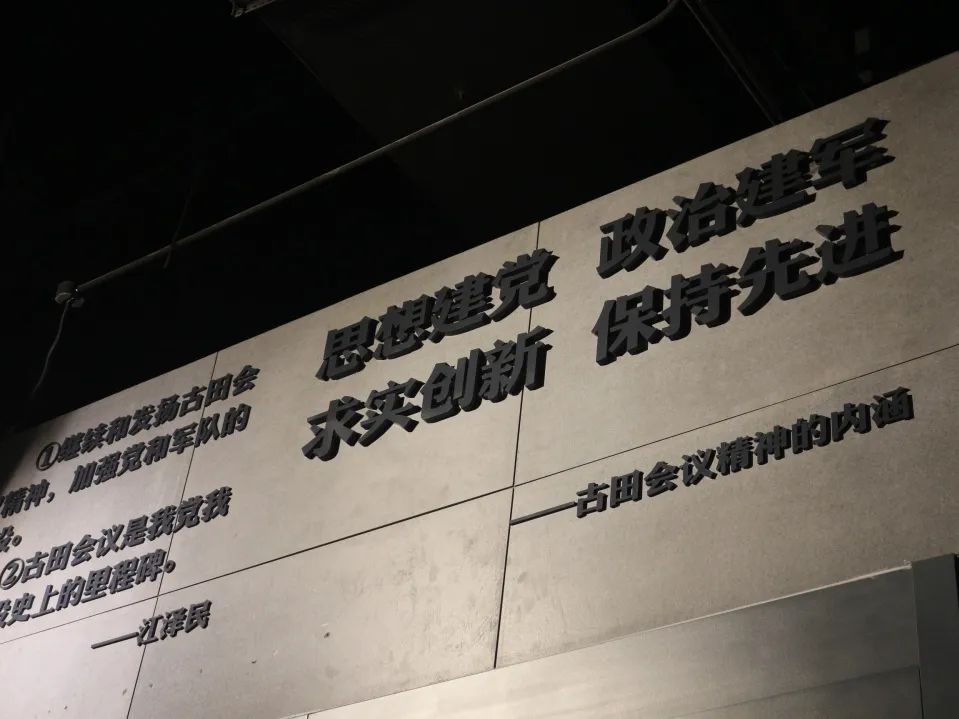 ①继续和发扬古田会
精神，加强党和军队的
设。
②古田会议是我党我
设史上的里程碑。
——江泽民
思想建党 政治建军
求实创新 保持先进
——古田会议精神的内涵